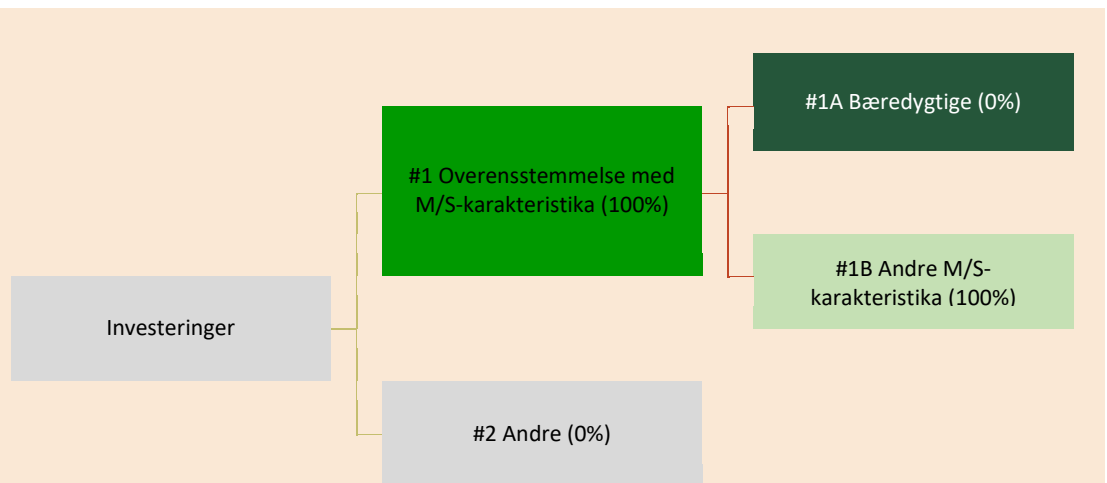 #1A Bæredygtige (0%)
#1 Overensstemmelse med
M/S-karakteristika (100%)
#1B Andre M/S-
karakteristika (100%)
Investeringer
#2 Andre (0%)